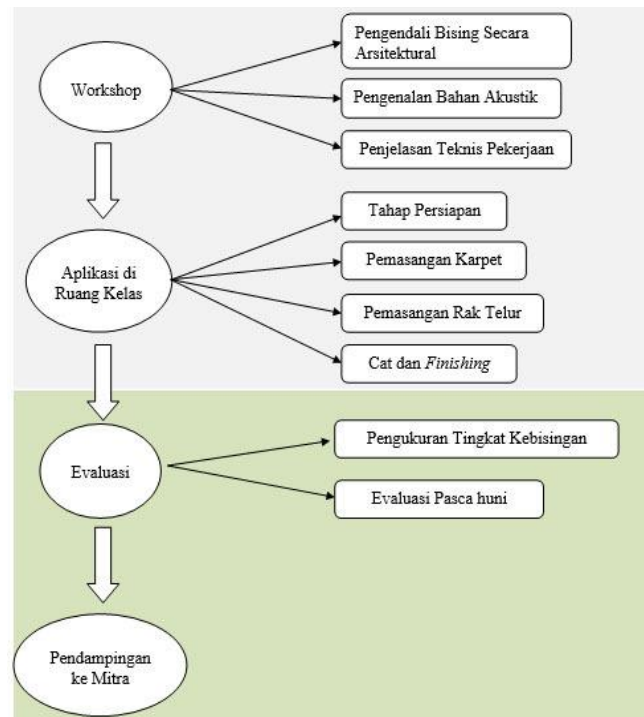 Workshop
Pengendali Bising Secara
Arsitektural
Pengenalan Bahan Akustik
Penjelasan Teknis Pekerjaan
Aplikasi di
Ruang Kelas
Tahap Persiapan
Pemasangan Karpet
Pemasangan Rak Telur
Cat dan Finishing
Evaluasi
Pengukuran Tingkat Kebisingan
Evaluasi Pasca huni
Pendampingan
ke Mitra